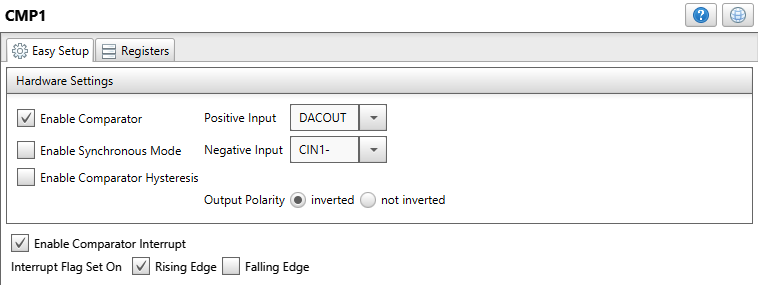 CMP1
?
Easy Setup Registers
Hardware Settings
Enable Comparator Positive Input DACOUT
Enable Synchronous Mode Negative Input CIN1-
Enable Comparator Hysteresis
Output Polarity inverted not inverted
Enable Comparator Interrupt
Interrupt Flag Set On Rising Edge Falling Edge